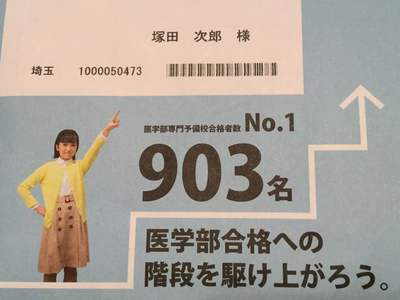 塚田 次郎 様
埼玉 1000050473
医学部専門予備校合格者数 No.1
903名
医学部合格への
階段を駆け上がろう。